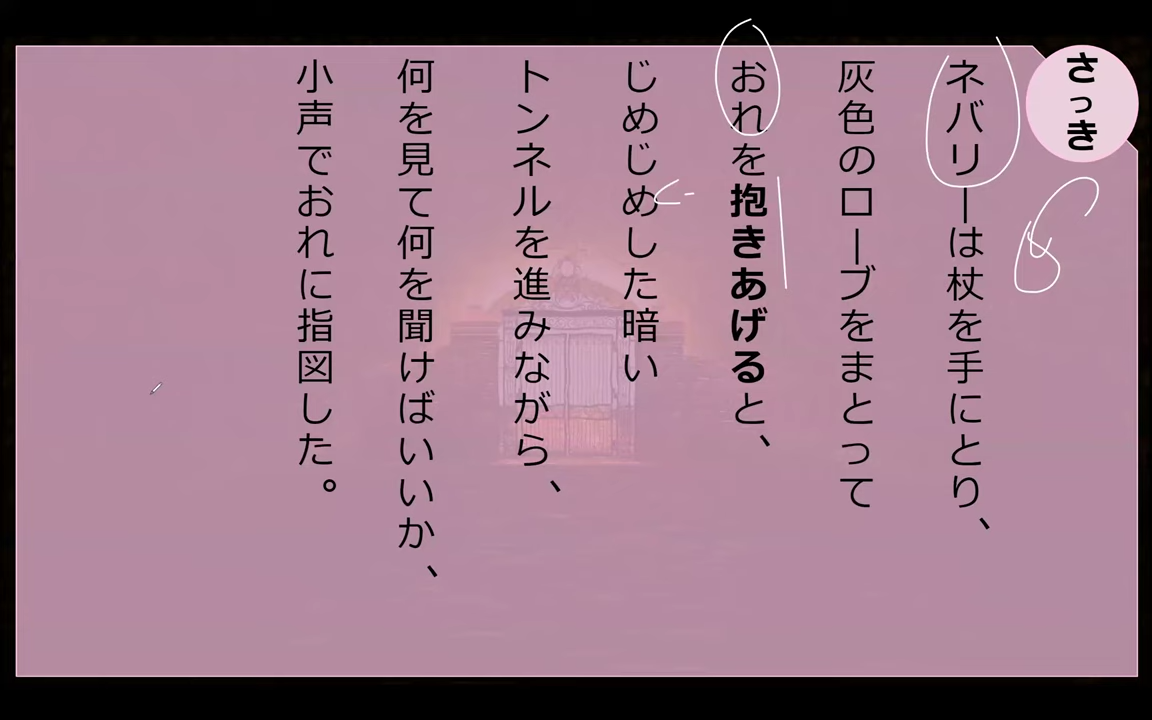 さっき
ネバリーは杖を手にとり、
灰色のローブをまとって
おれを抱きあげると、
じめじめした暗い
トンネルを進みながら、
何を見て何を聞けばいいか、
小声でおれに指図した。